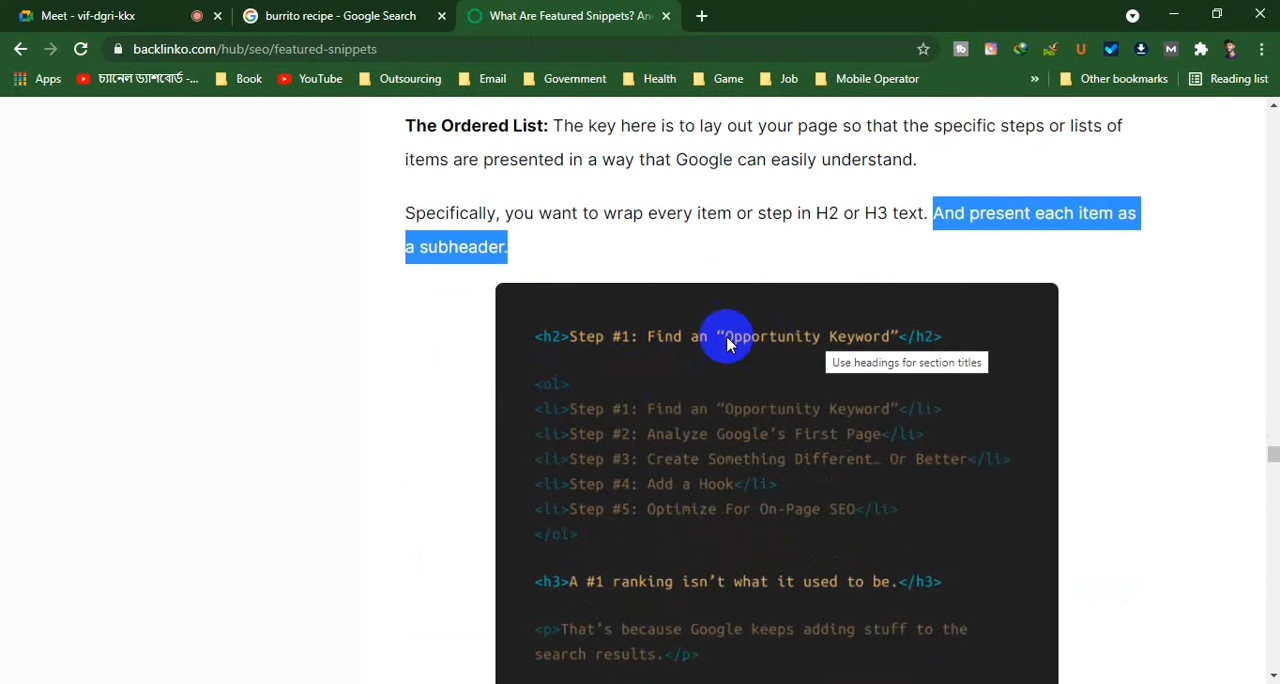 Meet - vif-dgri-kkx
burrito recipe - Google Search
What Are Featured Snippets? An
backlinko.com/hub/seo/featured-snippets
Apps
চ্যানেল ড্যাশবোর্ড -...
Book
YouTube
Outsourcing
Email
Government
Health
Game
Job
Mobile Operator
»
Other bookmarks
Reading list
The Ordered List: The key here is to lay out your page so that the specific steps or lists of
items are presented in a way that Google can easily understand.
Specifically, you want to wrap every item or step in H2 or H3 text. And present each item as
a subheader.
<h2>Step #1: Find an “Opportunity Keyword”</h2>
Use headings for section titles
<ol>
<li>Step #1: Find an “Opportunity Keyword”</li>
<li>Step #2: Analyze Google’s First Page</li>
<li>Step #3: Create Something Different… Or Better</li>
<li>Step #4: Add a Hook</li>
<li>Step #5: Optimize For On-Page SEO</li>
</ol>
<h3>A #1 ranking isn’t what it used to be.</h3>
<p>That’s because Google keeps adding stuff to the
search results.</p>